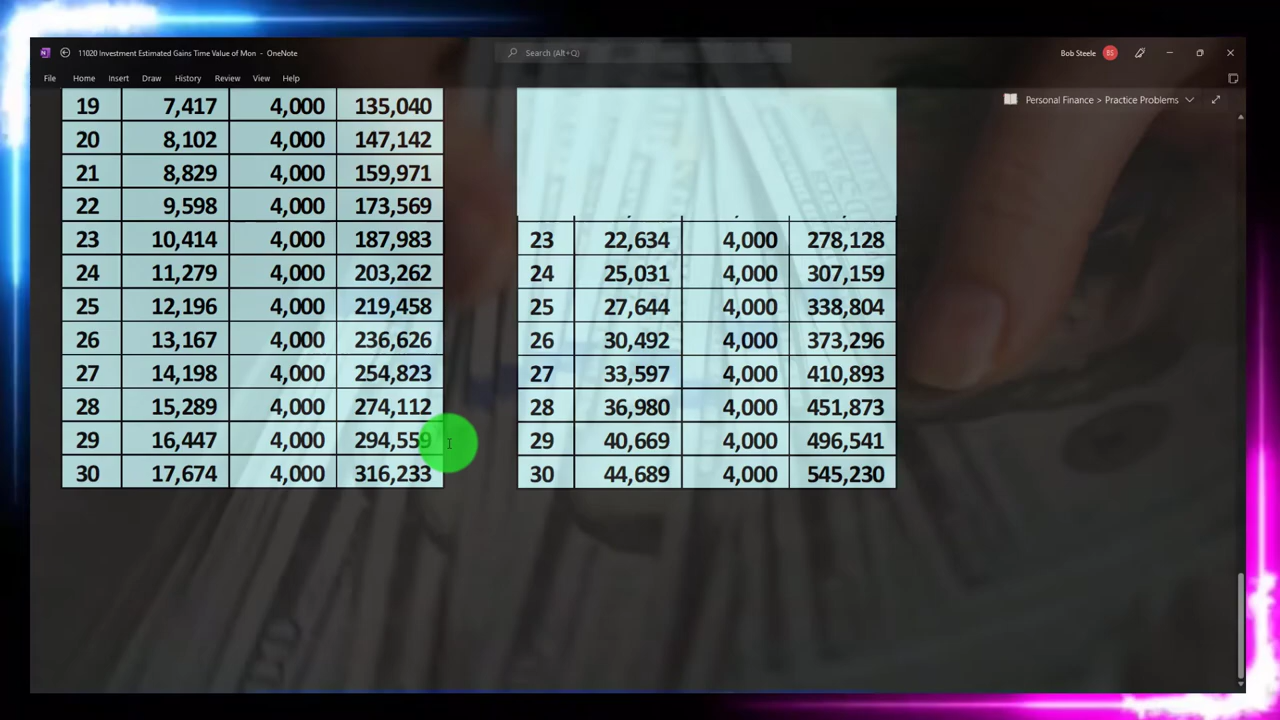 11020 Investment Estimated Gains Time Value of Mon - OneNote
Search (Alt+Q)
Bob Steele
BS
File Home Insert Draw History Review View Help
Personal Finance > Practice Problems
19 7,417 4,000 135,040
20 8,102 4,000 147,142
21 8,829 4,000 159,971
22 9,598 4,000 173,569
23 10,414 4,000 187,983
24 11,279 4,000 203,262
25 12,196 4,000 219,458
26 13,167 4,000 236,626
27 14,198 4,000 254,823
28 15,289 4,000 274,112
29 16,447 4,000 294,559
30 17,674 4,000 316,233
23 22,634 4,000 278,128
24 25,031 4,000 307,159
25 27,644 4,000 338,804
26 30,492 4,000 373,296
27 33,597 4,000 410,893
28 36,980 4,000 451,873
29 40,669 4,000 496,541
30 44,689 4,000 545,230